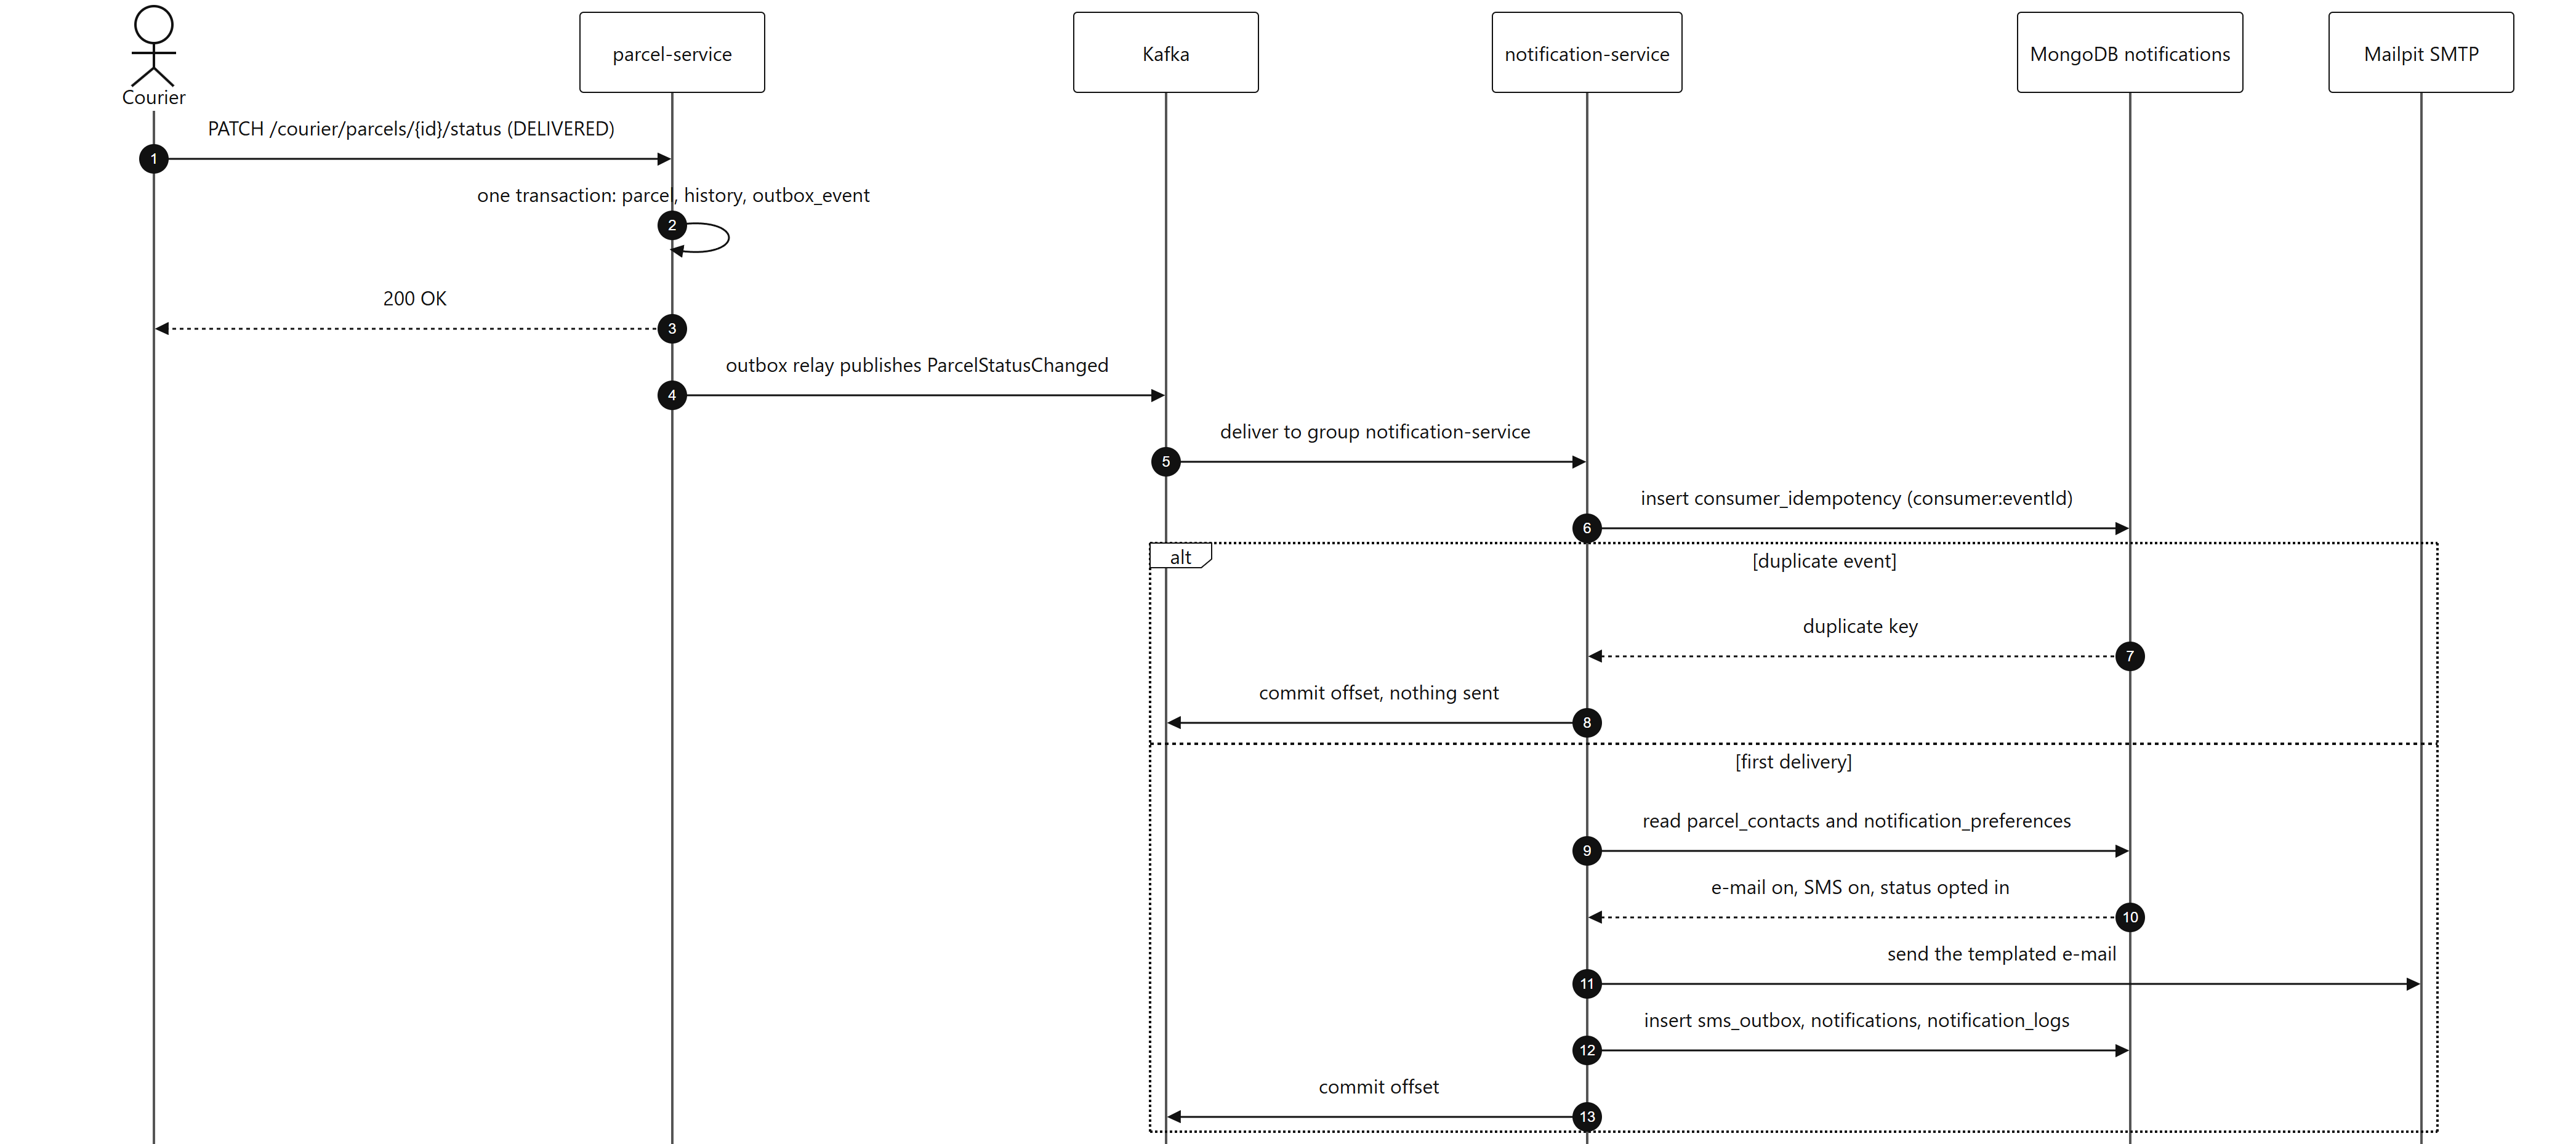 Courier
parcel-service
Kafka
notification-service
MongoDB notifications
Mailpit SMTP
PATCH /courier/parcels/{id}/status (DELIVERED)
1
one transaction: parcel, history, outbox_event
2
200 OK
3
outbox relay publishes ParcelStatusChanged
4
deliver to group notification-service
5
insert consumer_idempotency (consumer:eventId)
6
alt
[duplicate event]
duplicate key
7
commit offset, nothing sent
8
[first delivery]
read parcel_contacts and notification_preferences
9
e-mail on, SMS on, status opted in
10
send the templated e-mail
11
insert sms_outbox, notifications, notification_logs
12
commit offset
13